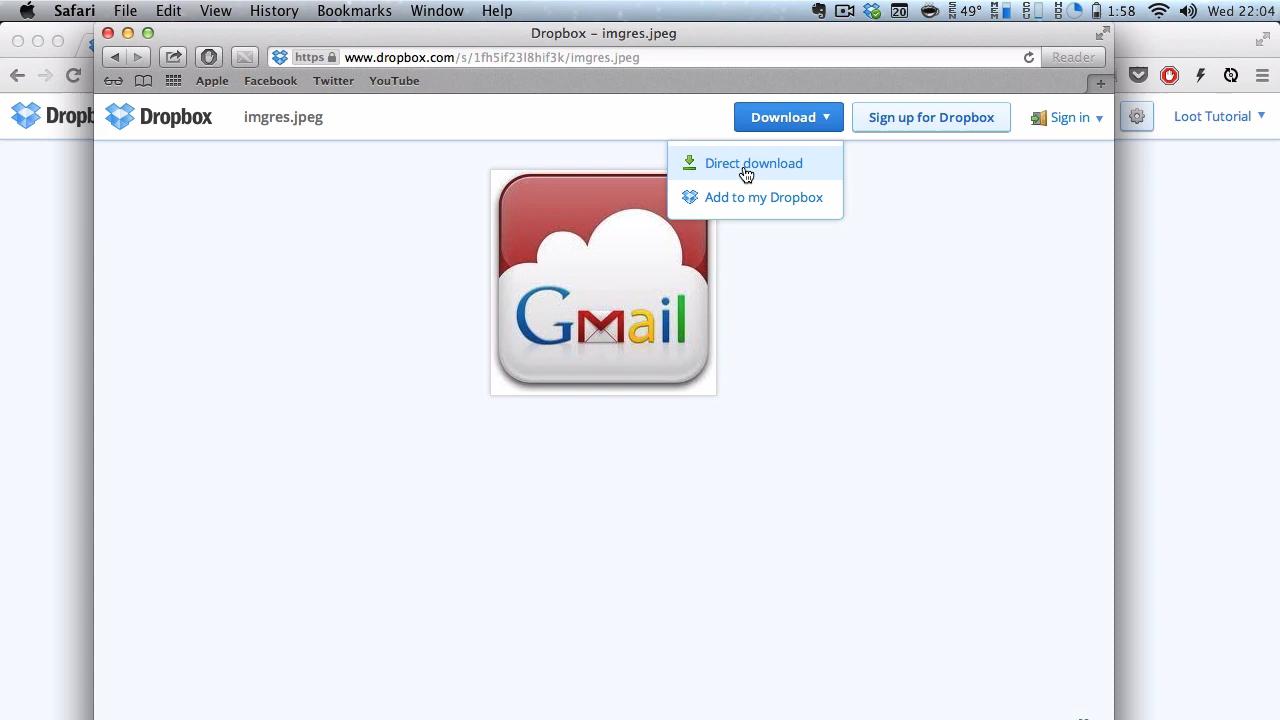 Safari File Edit View History Bookmarks Window Help 20 49° 1:58 Wed 22:04
Dropbox – imgres.jpeg
https www.dropbox.com/s/1fh5if23l8hif3k/imgres.jpeg Reader
Apple Facebook Twitter YouTube
Dropb
Dropbox imgres.jpeg Download Sign up for Dropbox Sign in Loot Tutorial
Direct download
Add to my Dropbox
Gmail